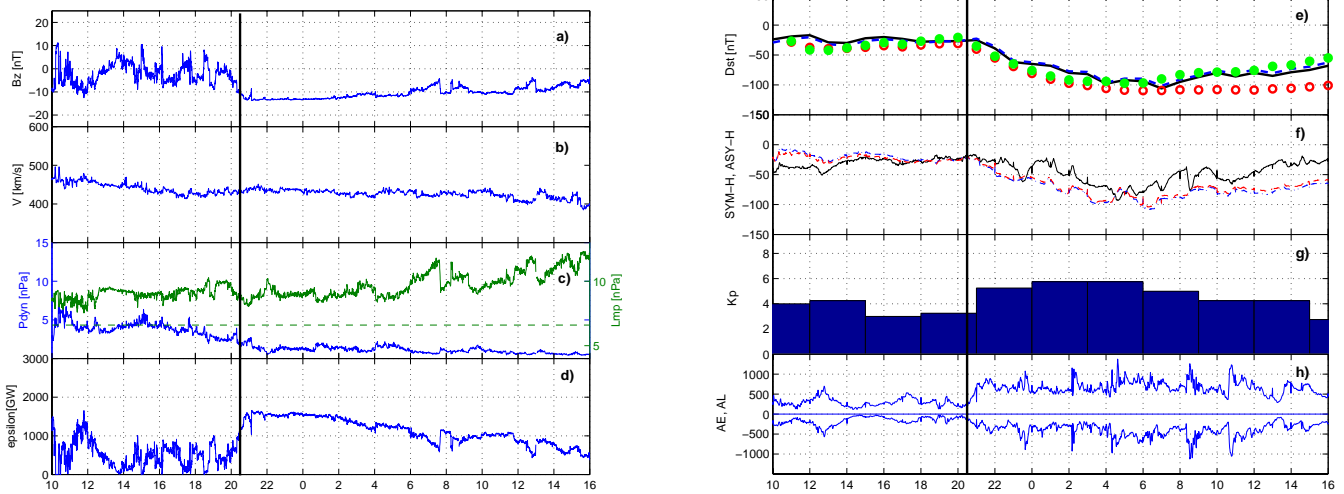 a)
Bz [nT]
20
10
0
−10
−20
b)
V [km/s]
600
500
400
c)
Pdyn [nPa]
15
10
5
Lmp [nPa]
10
5
d)
epsilon[GW]
3000
2000
1000
0
10 12 14 16 18 20 22 0 2 4 6 8 10 12 14 16
e)
Dst [nT]
0
−50
−100
−150
f)
SYM−H, ASY−H
0
−50
−100
−150
g)
Kp
8
6
4
2
0
h)
AE, AL
1000
500
0
−500
−1000
10 12 14 16 18 20 22 0 2 4 6 8 10 12 14 16